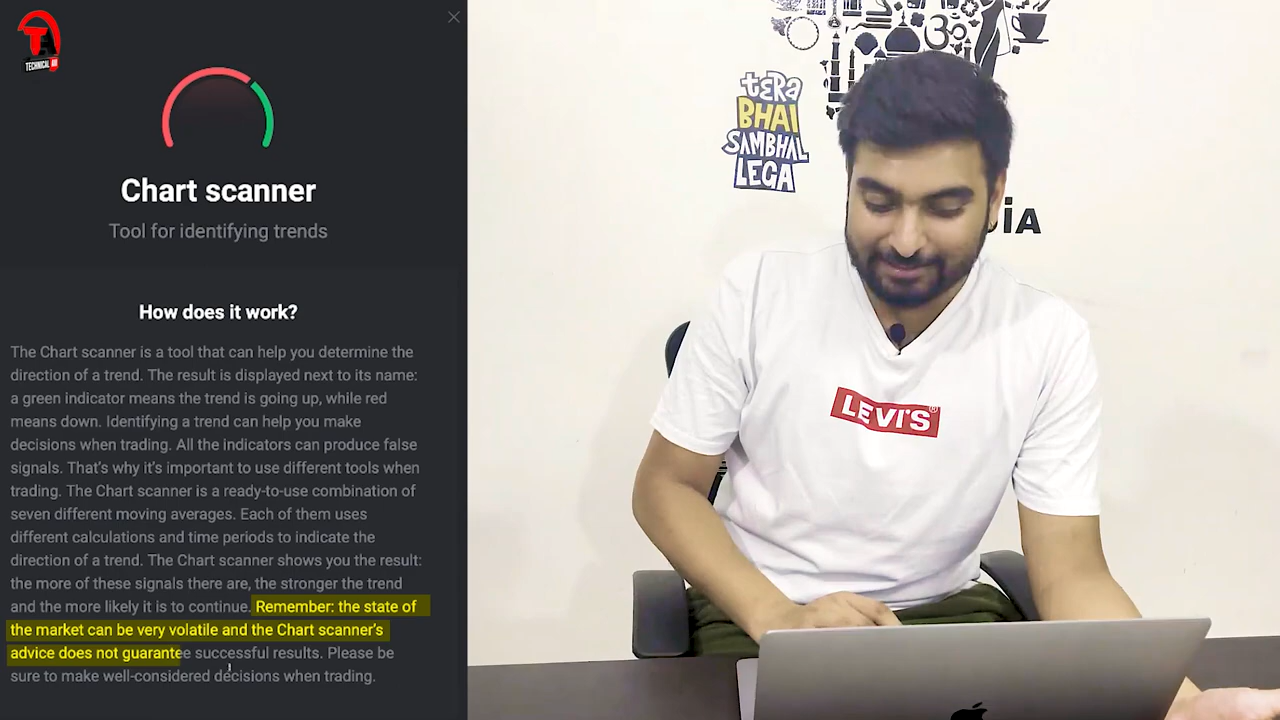 TECHNICAL
Chart scanner
Tool for identifying trends
How does it work?
The Chart scanner is a tool that can help you determine the
direction of a trend. The result is displayed next to its name:
a green indicator means the trend is going up, while red
means down. Identifying a trend can help you make
decisions when trading. All the indicators can produce false
signals. That's why it's important to use different tools when
trading. The Chart scanner is a ready-to-use combination of
seven different moving averages. Each of them uses
different calculations and time periods to indicate the
direction of a trend. The Chart scanner shows you the result:
the more of these signals there are, the stronger the trend
and the more likely it is to continue. Remember: the state of
the market can be very volatile and the Chart scanner's
advice does not guarantee successful results. Please be
sure to make well-considered decisions when trading.
ॐ
tERA
BHAI
SAMBHAL
LEGA
iA
LEVI'S®